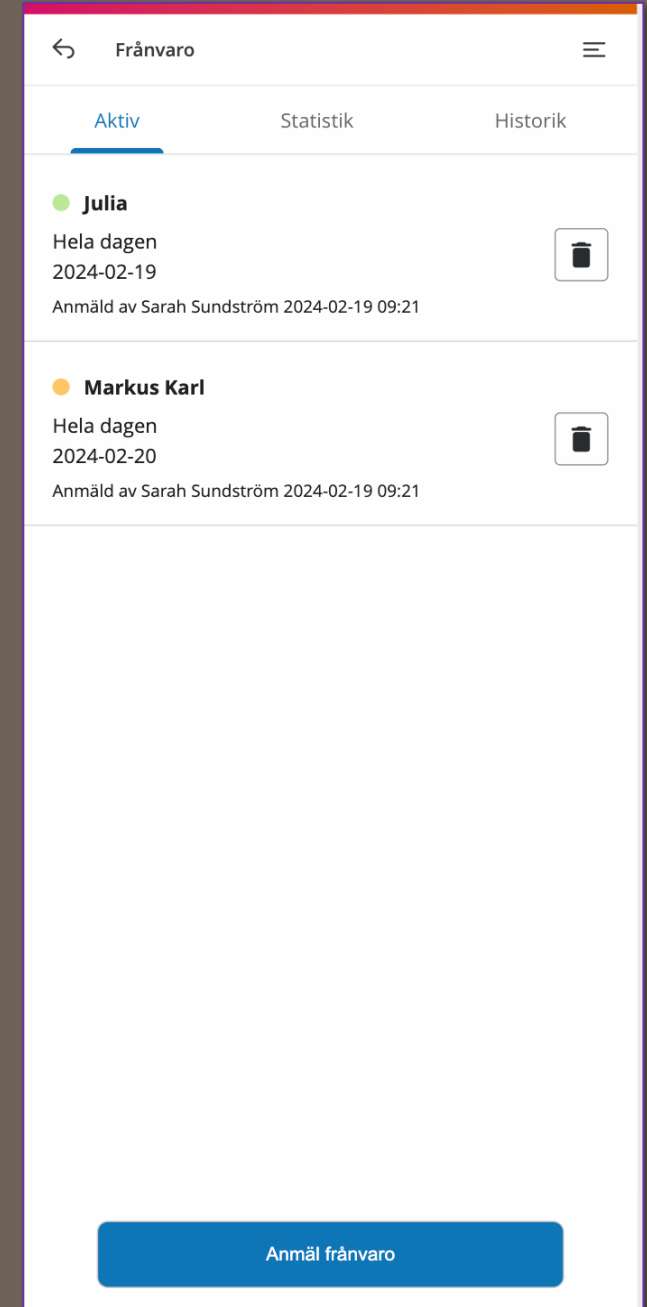 Frånvaro
Aktiv Statistik Historik
Julia
Hela dagen
2024-02-19
Anmäld av Sarah Sundström 2024-02-19 09:21
Markus Karl
Hela dagen
2024-02-20
Anmäld av Sarah Sundström 2024-02-19 09:21
Anmäl frånvaro